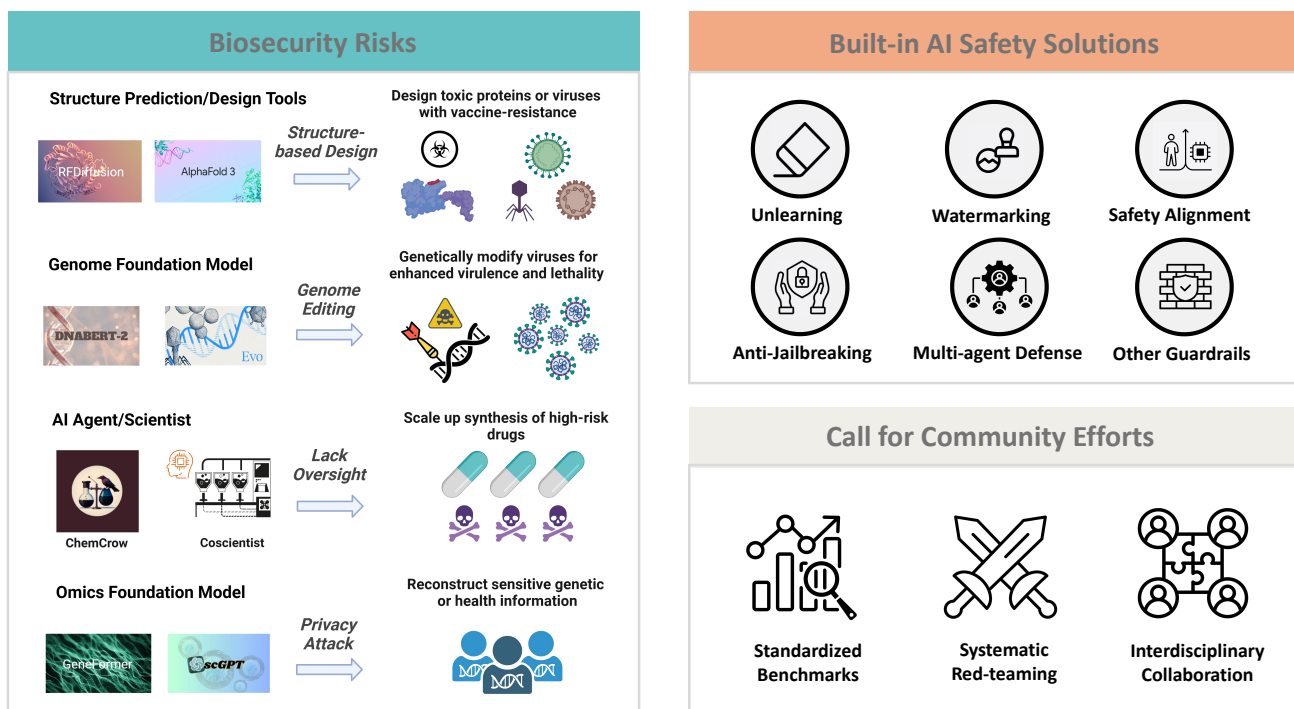 Biosecurity Risks
Structure Prediction/Design Tools
RFDiffusion
AlphaFold 3
Structure-
based Design
Design toxic proteins or viruses
with vaccine-resistance
Genome Foundation Model
DNABERT-2
Evo
Genome
Editing
Genetically modify viruses for
enhanced virulence and lethality
AI Agent/Scientist
ChemCrow
Coscientist
Lack
Oversight
Scale up synthesis of high-risk
drugs
Omics Foundation Model
GeneFormer
scGPT
Privacy
Attack
Reconstruct sensitive genetic
or health information
Built-in AI Safety Solutions
Unlearning
Watermarking
Safety Alignment
Anti-Jailbreaking
Multi-agent Defense
Other Guardrails
Call for Community Efforts
Standardized
Benchmarks
Systematic
Red-teaming
Interdisciplinary
Collaboration